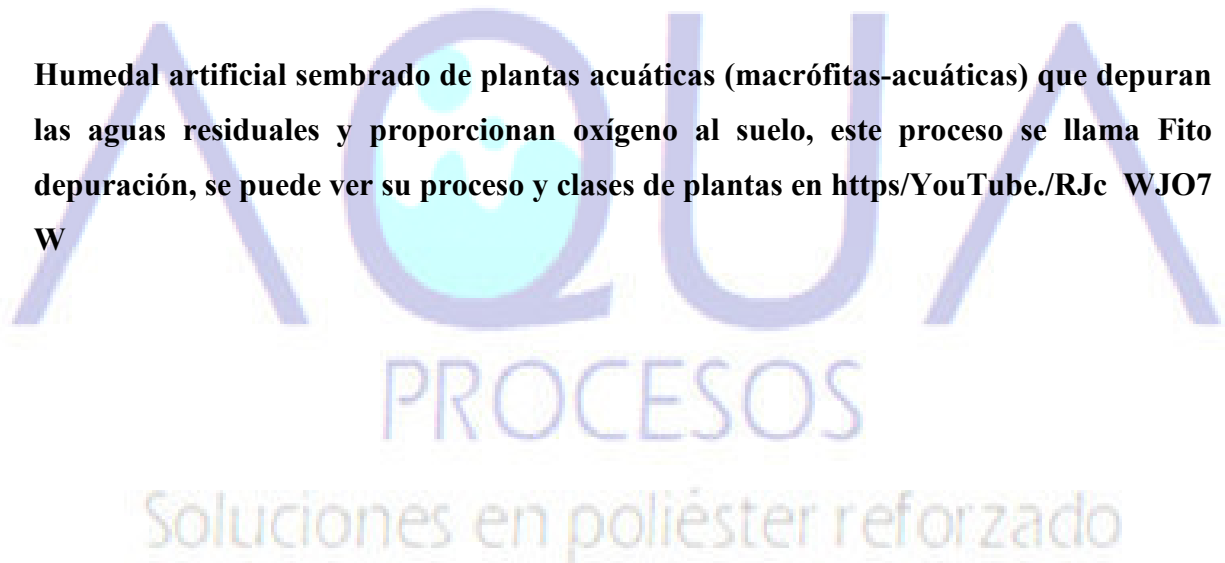 Humedal artificial sembrado de plantas acuáticas (macrófitas-acuáticas) que depuran
las aguas residuales y proporcionan oxígeno al suelo, este proceso se llama Fito
depuración, se puede ver su proceso y clases de plantas en https/YouTube./RJc WJO7
W
AQUA
PROCESOS
Soluciones en poliéster reforzado